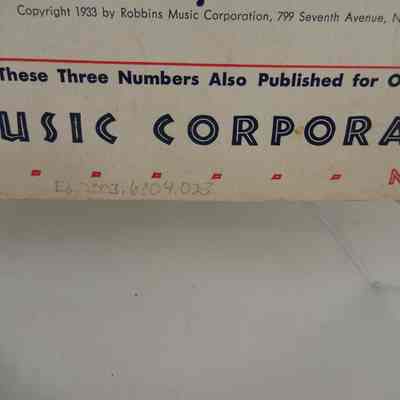 Copyright 1933 by Robbins Music Corporation, 799 Seventh Avenue, N
These Three Numbers Also Published for O
USIC CORPORA
N